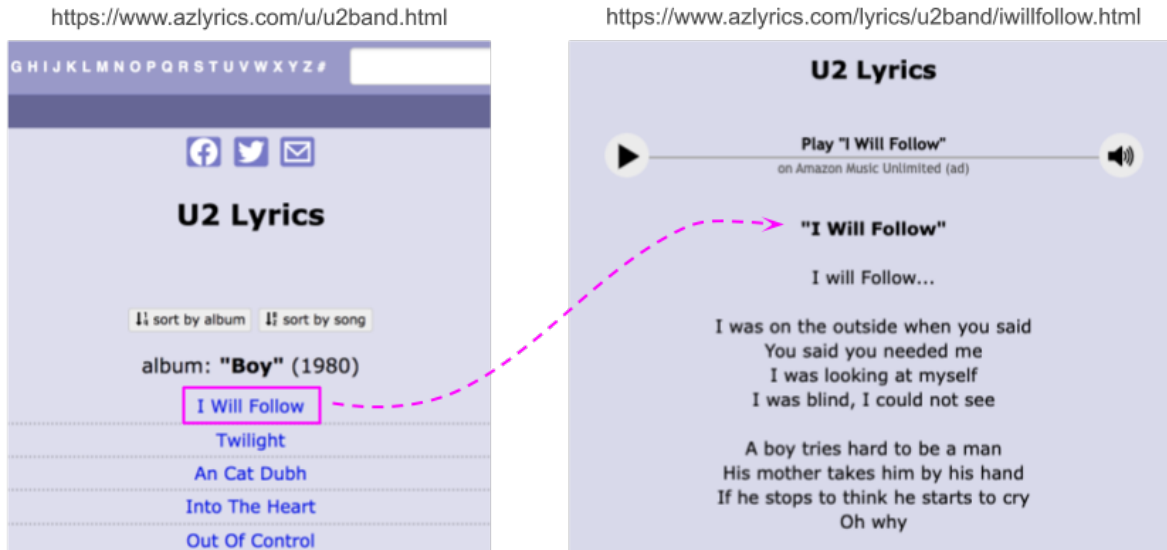 https://www.azlyrics.com/u/u2band.html
G H I J K L M N O P Q R S T U V W X Y Z #
U2 Lyrics
sort by album
sort by song
album: "Boy" (1980)
I Will Follow
Twilight
An Cat Dubh
Into The Heart
Out Of Control
https://www.azlyrics.com/lyrics/u2band/iwillfollow.html
U2 Lyrics
Play "I Will Follow"
on Amazon Music Unlimited (ad)
"I Will Follow"
I will Follow...
I was on the outside when you said
You said you needed me
I was looking at myself
I was blind, I could not see
A boy tries hard to be a man
His mother takes him by his hand
If he stops to think he starts to cry
Oh why